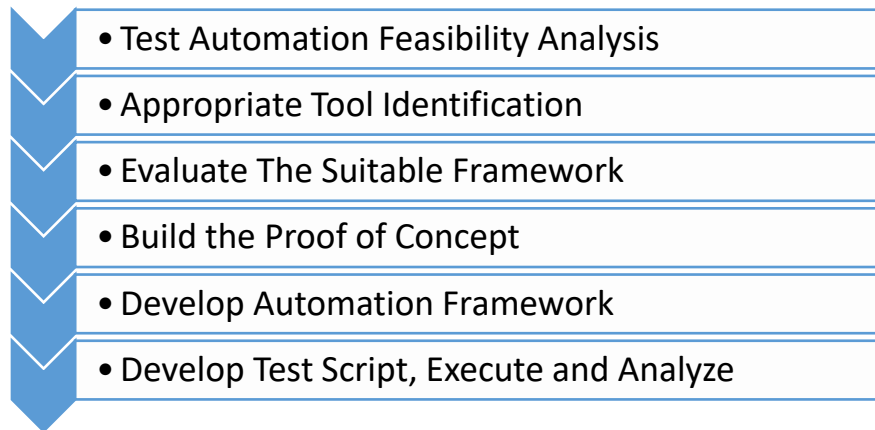 • Test Automation Feasibility Analysis
• Appropriate Tool Identification
• Evaluate The Suitable Framework
• Build the Proof of Concept
• Develop Automation Framework
• Develop Test Script, Execute and Analyze